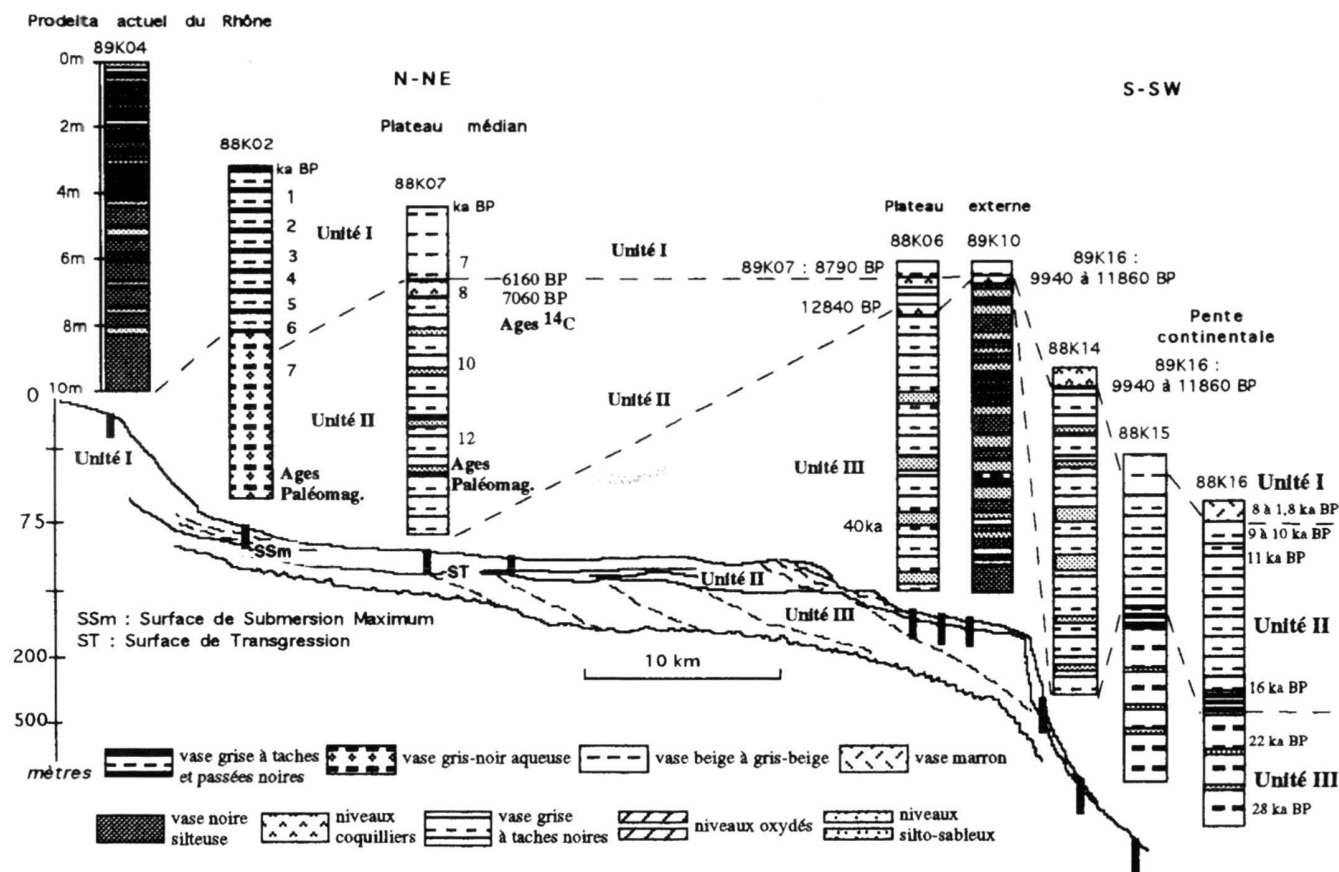 Prodelta actuel du Rhône
89K04
0m
2m
4m
6m
8m
10m
N-NE
S-SW
Plateau médian
88K02
ka BP
1
2
3
4
5
6
7
Unité I
Unité II
Ages
Paléomag.
88K07
ka BP
7
8
10
12
Ages
Paléomag.
6160 BP
7060 BP
Ages 14C
Unité I
Unité II
Plateau externe
88K06
89K10
89K07 : 8790 BP
12840 BP
Unité III
40ka
89K16 :
9940 à 11860 BP
88K14
Pente
continentale
89K16 :
9940 à 11860 BP
88K15
88K16
Unité I
8 à 1,8 ka BP
9 à 10 ka BP
11 ka BP
Unité II
16 ka BP
22 ka BP
Unité III
28 ka BP
0
75
200
500
mètres
Unité I
SSm
ST
Unité II
Unité III
SSm : Surface de Submersion Maximum
ST : Surface de Transgression
10 km
vase grise à taches
et passées noires
vase gris-noir aqueuse
vase beige à gris-beige
vase marron
vase noire
silteuse
niveaux
coquilliers
vase grise
à taches noires
niveaux oxydés
niveaux
silto-sableux